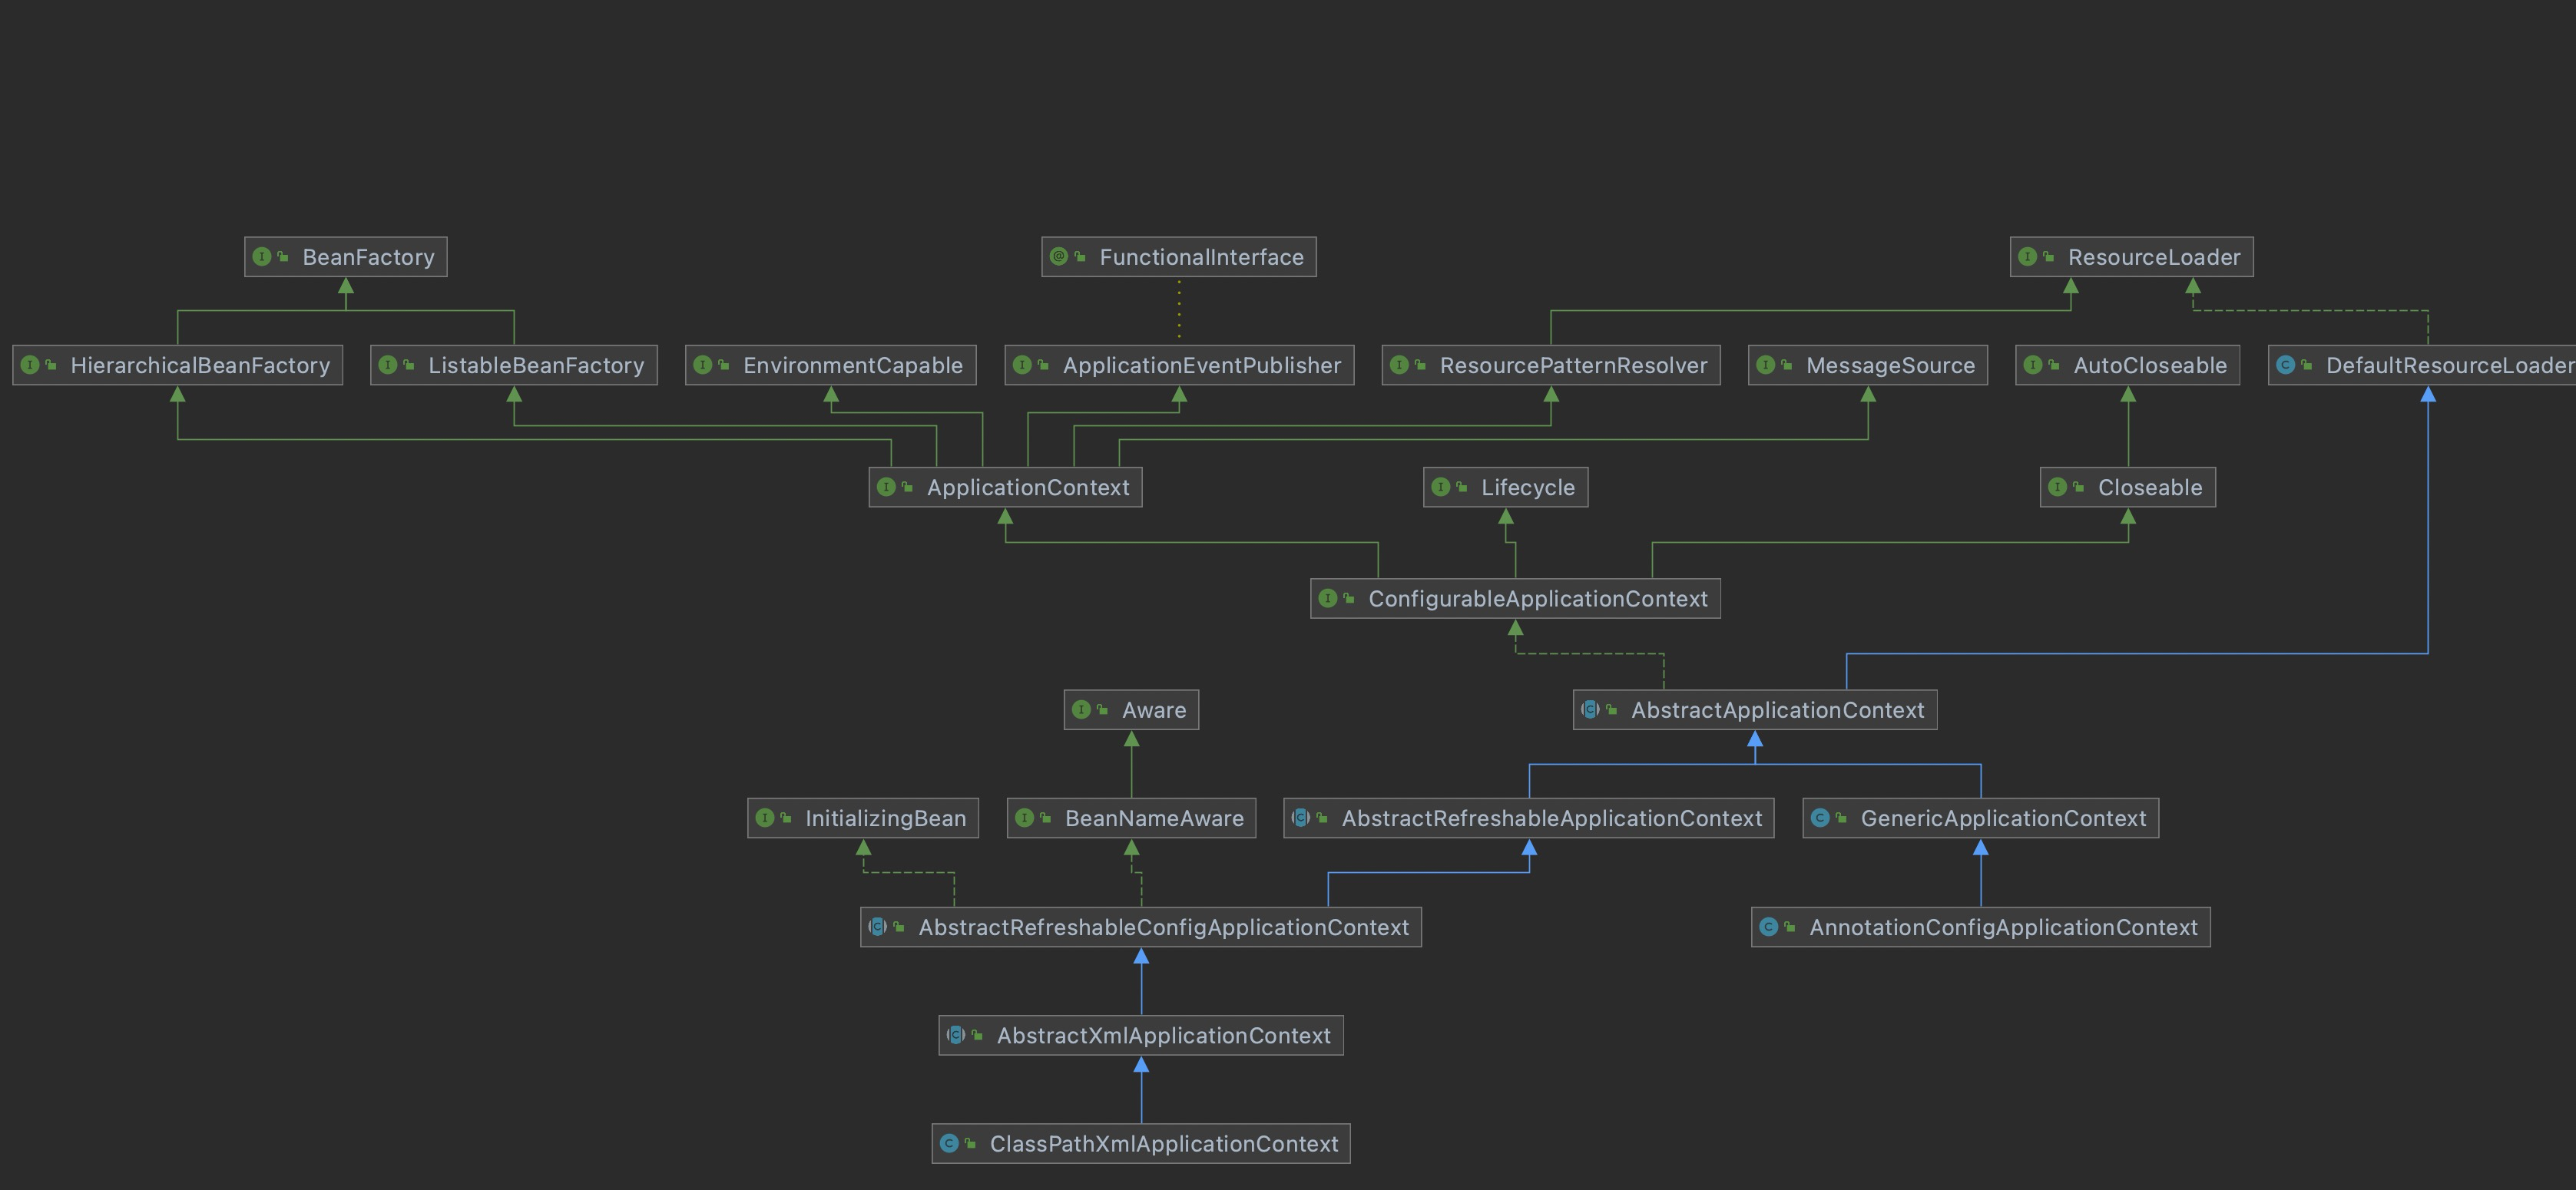 BeanFactory
FunctionalInterface
ResourceLoader
HierarchicalBeanFactory
ListableBeanFactory
EnvironmentCapable
ApplicationEventPublisher
ResourcePatternResolver
MessageSource
AutoCloseable
DefaultResourceLoader
ApplicationContext
Lifecycle
Closeable
ConfigurableApplicationContext
Aware
AbstractApplicationContext
InitializingBean
BeanNameAware
AbstractRefreshableApplicationContext
GenericApplicationContext
AbstractRefreshableConfigApplicationContext
AnnotationConfigApplicationContext
AbstractXmlApplicationContext
ClassPathXmlApplicationContext